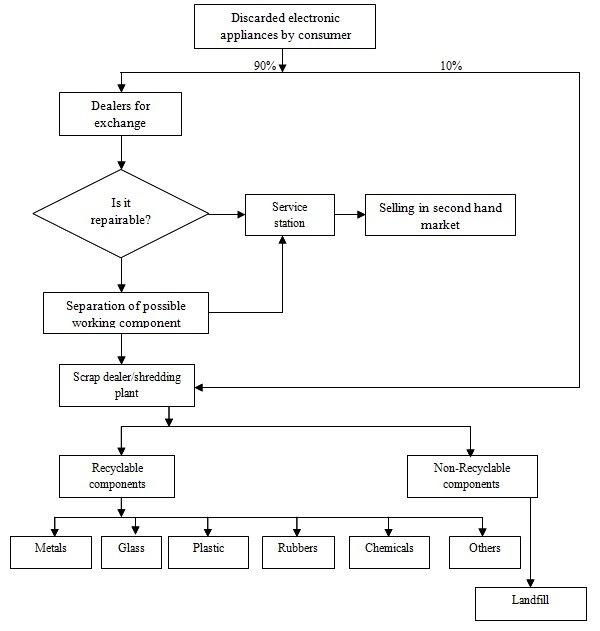 Discarded electronic
appliances by consumer
90%
10%
Dealers for
exchange
Is it
repairable?
Service
station
Selling in second hand
market
Separation of possible
working component
Scrap dealer/shredding
plant
Recyclable
components
Non-Recyclable
components
Metals
Glass
Plastic
Rubbers
Chemicals
Others
Landfill